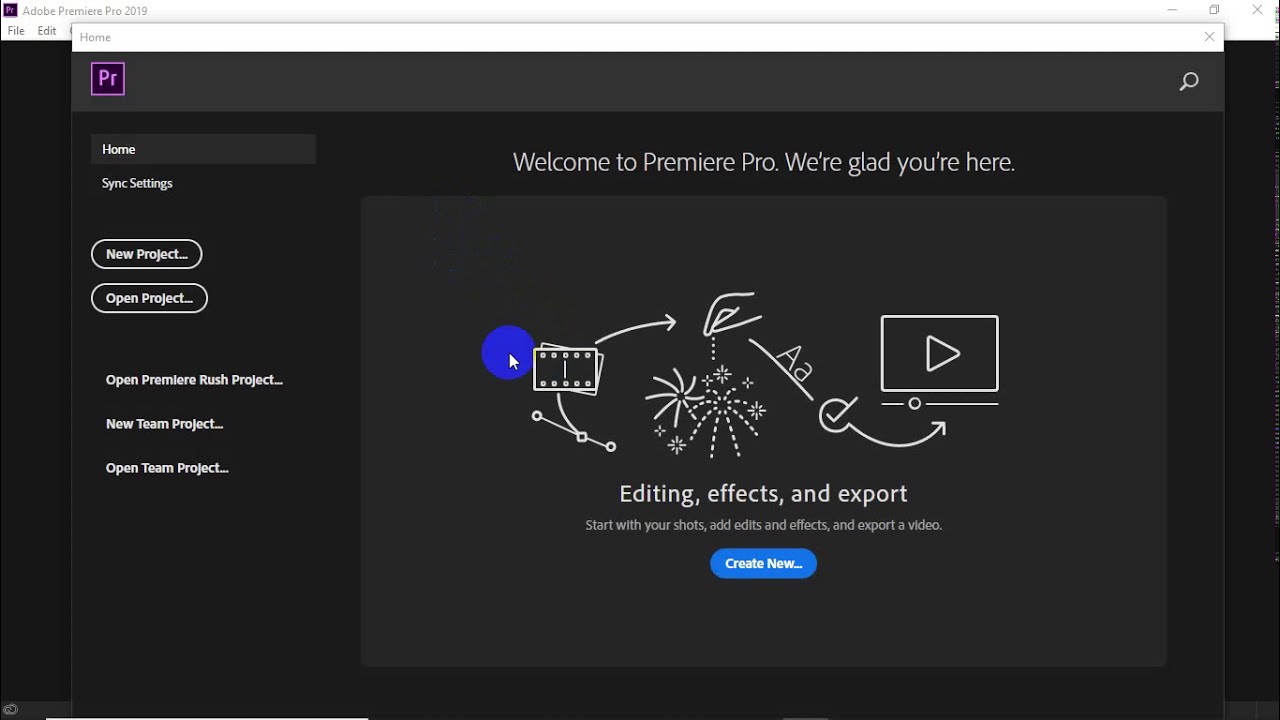 Pr Adobe Premiere Pro 2019
File Edit
Home
Pr
Home
Sync Settings
New Project...
Open Project...
Open Premiere Rush Project...
New Team Project...
Open Team Project...
Welcome to Premiere Pro. We're glad you're here.
Aa
Editing, effects, and export
Start with your shots, add edits and effects, and export a video.
Create New...